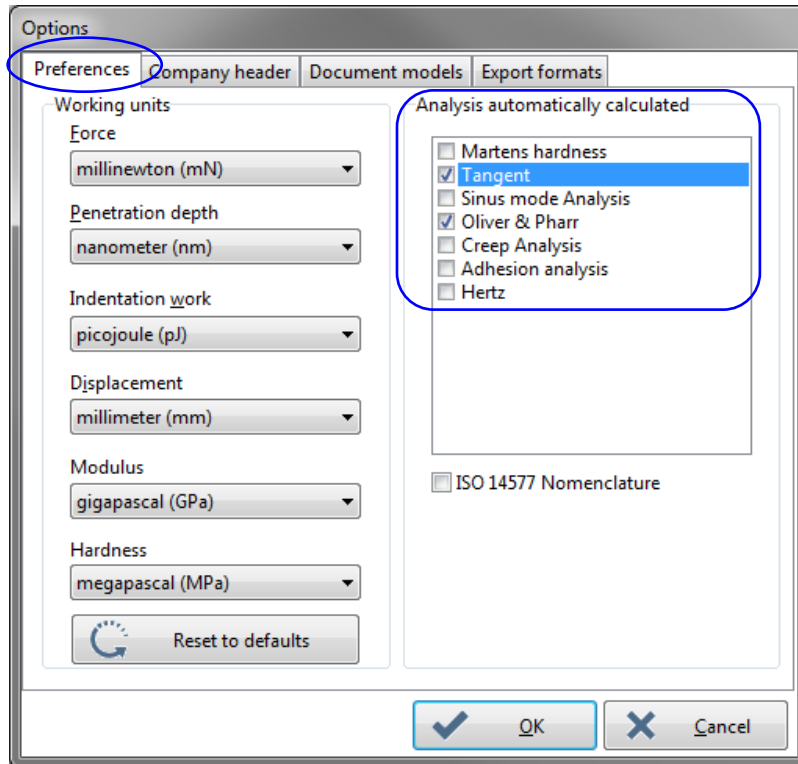 Options
Preferences
Company header
Document models
Export formats
Working units
Force
millinewton (mN)
Penetration depth
nanometer (nm)
Indentation work
picojoule (pJ)
Displacement
millimeter (mm)
Modulus
gigapascal (GPa)
Hardness
megapascal (MPa)
Reset to defaults
Analysis automatically calculated
Martens hardness
Tangent
Sinus mode Analysis
Oliver & Pharr
Creep Analysis
Adhesion analysis
Hertz
ISO 14577 Nomenclature
OK
Cancel